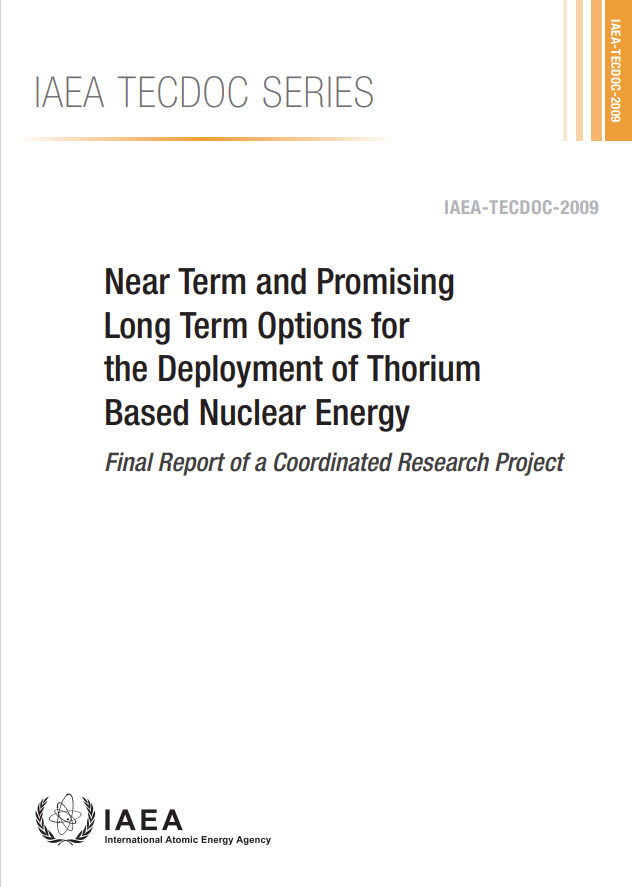 IAEA-TECDOC-2009
IAEA TECDOC SERIES
IAEA-TECDOC-2009
Near Term and Promising
Long Term Options for
the Deployment of Thorium
Based Nuclear Energy
Final Report of a Coordinated Research Project
IAEA
International Atomic Energy Agency